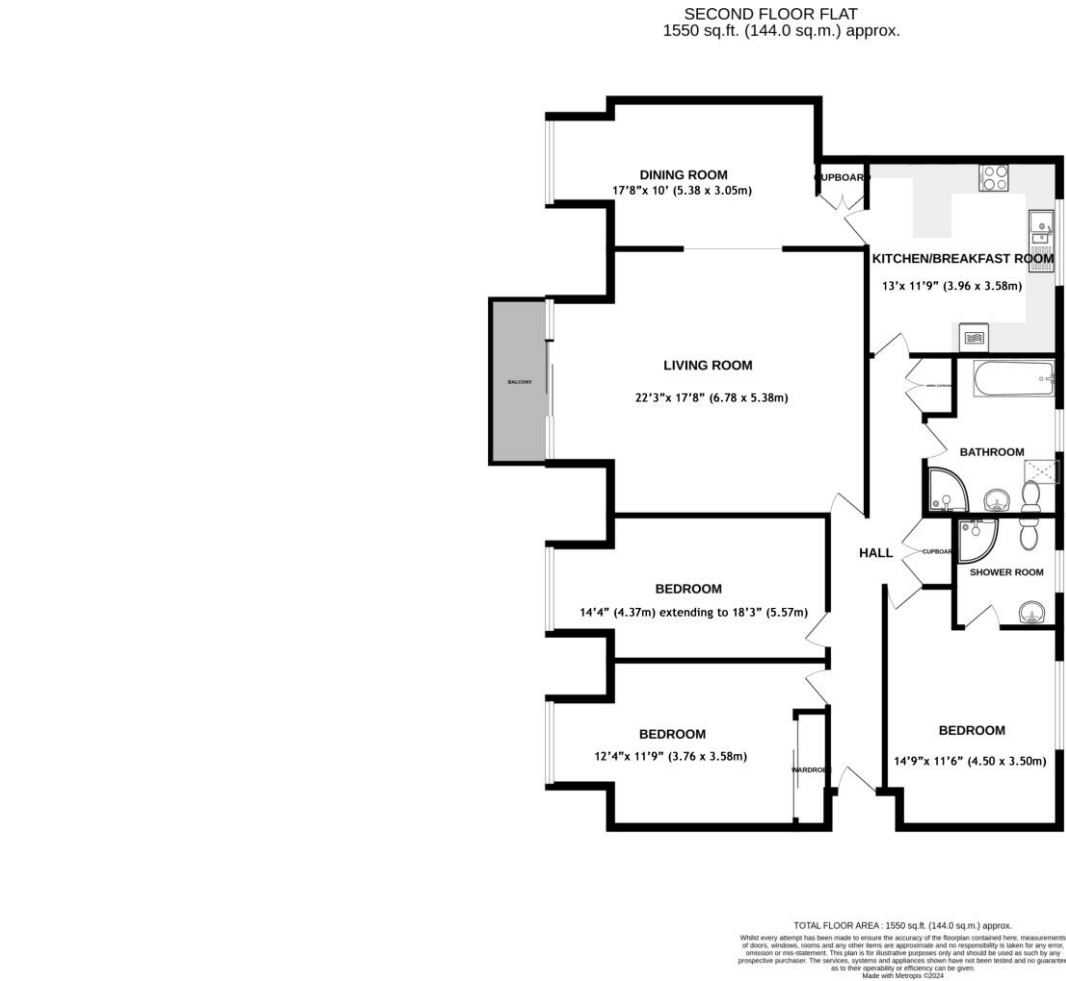 SECOND FLOOR FLAT
1550 sq.ft. (144.0 sq.m.) approx.
DINING ROOM
17'8”x 10’ (5.38 x 3.05m)
CUPBOARD
KITCHEN/BREAKFAST ROOM
13’x 11’9” (3.96 x 3.58m)
LIVING ROOM
22’3”x 17’8” (6.78 x 5.38m)
BALCONY
BATHROOM
HALL
CUPBOARD
SHOWER ROOM
BEDROOM
14’4” (4.37m) extending to 18’3” (5.57m)
BEDROOM
12’4”x 11’9” (3.76 x 3.58m)
WARDROBE
BEDROOM
14’9”x 11’6” (4.50 x 3.50m)
TOTAL FLOOR AREA : 1550 sq.ft. (144.0 sq.m.) approx.
Whilst every attempt has been made to ensure the accuracy of the floorplan contained here, measurements
of doors, windows, rooms and any other items are approximate and no responsibility is taken for any error,
omission or mis-statement. This plan is for illustrative purposes only and should be used as such by any
prospective purchaser. The services, systems and appliances shown have not been tested and no guarantee
as to their operability or efficiency can be given.
Made with Metropix ©2024